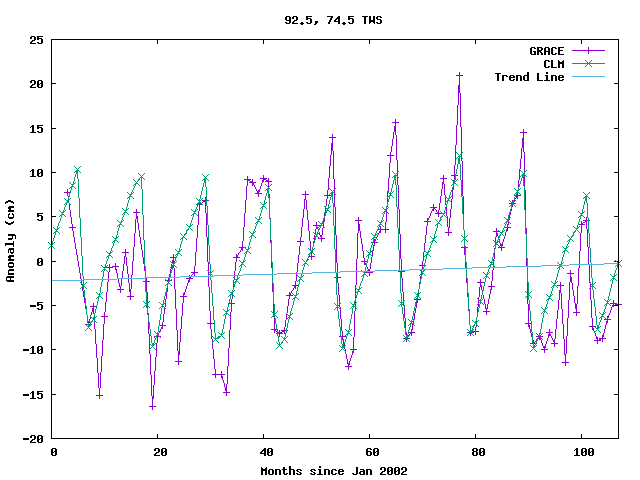 92.5, 74.5 TWS
GRACE
CLM
Trend Line
25
20
15
10
5
0
-5
-10
-15
-20
Anomaly (cm)
0 20 40 60 80 100
Months since Jan 2002